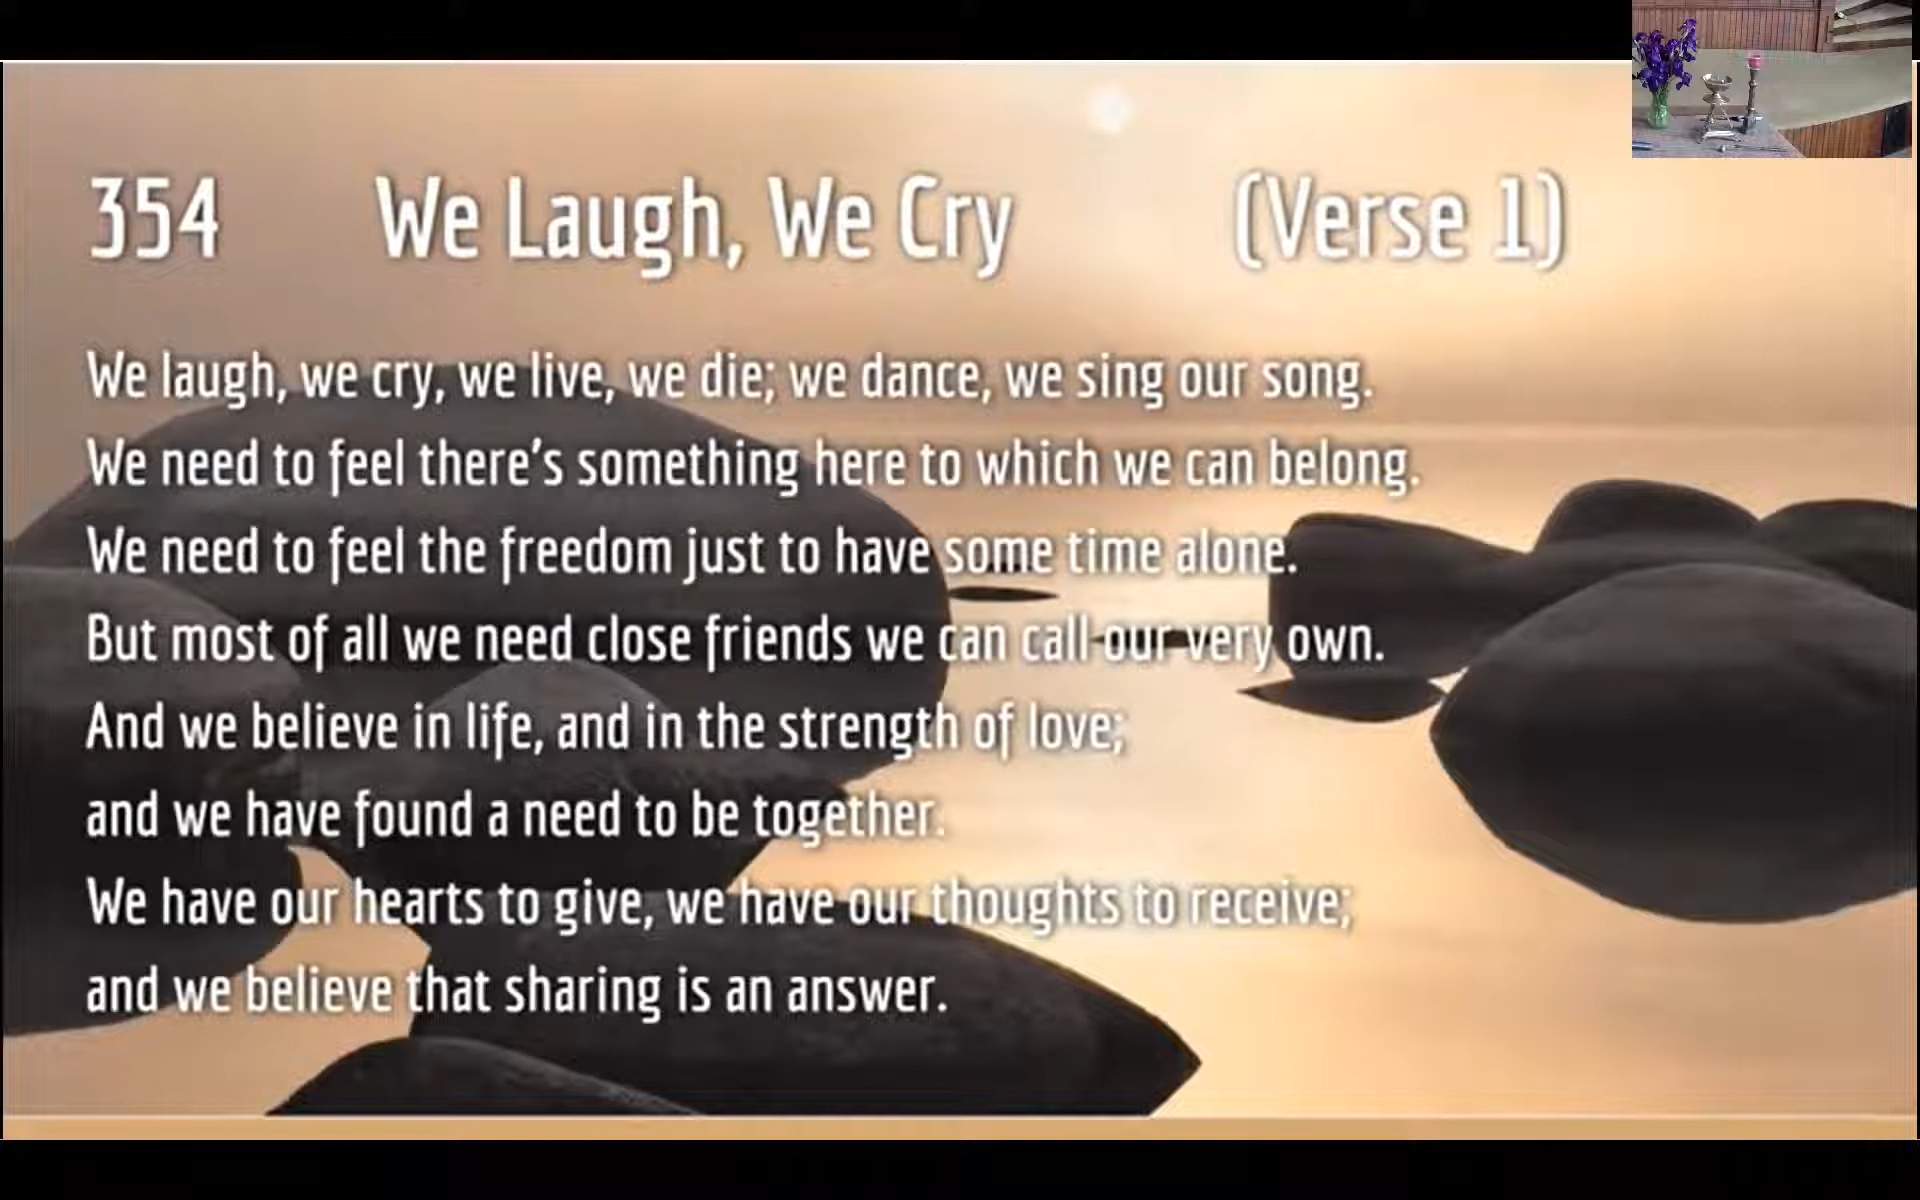 354 We Laugh, We Cry (Verse 1)
We laugh, we cry, we live, we die; we dance, we sing our song.
We need to feel there's something here to which we can belong.
We need to feel the freedom just to have some time alone.
But most of all we need close friends we can call our very own.
And we believe in life, and in the strength of love;
and we have found a need to be together.
We have our hearts to give, we have our thoughts to receive;
and we believe that sharing is an answer.